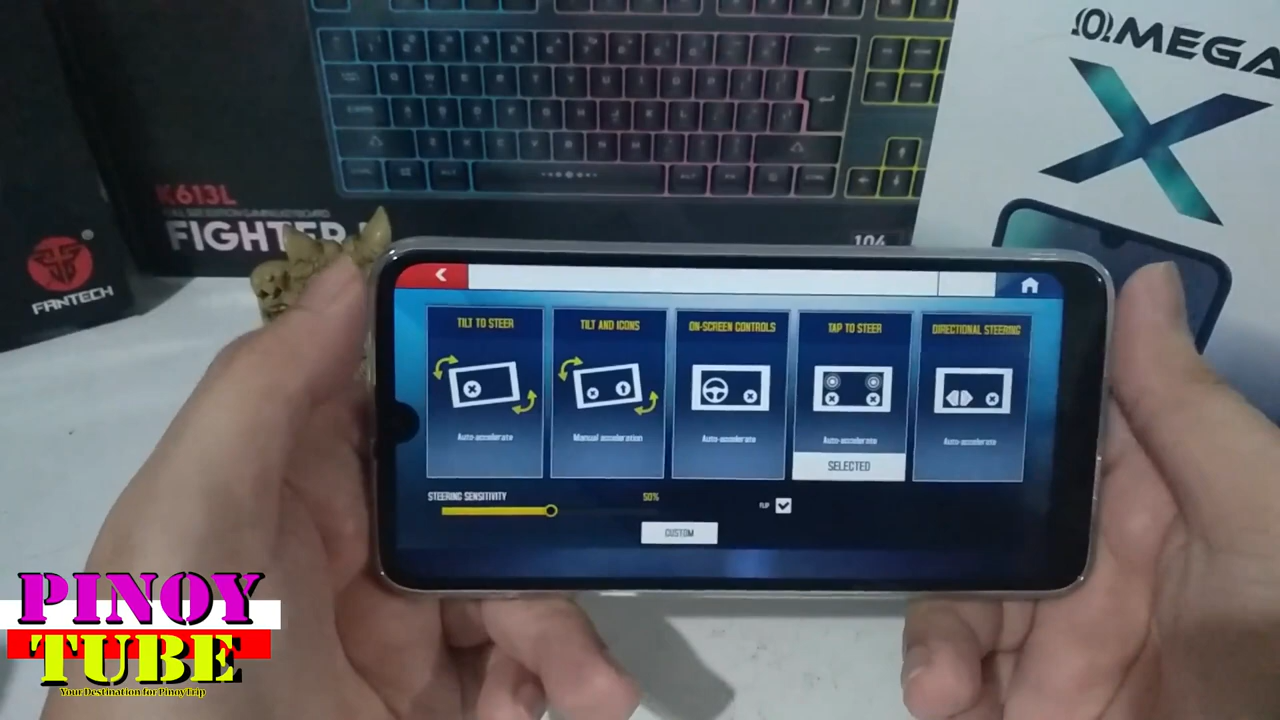 OMEGA
X
K613L
FIGHTER
104
FANTECH
TILT TO STEER
Auto-accelerate
TILT AND ICONS
Manual acceleration
ON-SCREEN CONTROLS
Auto-accelerate
TAP TO STEER
Auto-accelerate
SELECTED
DIRECTIONAL STEERING
Auto-accelerate
STEERING SENSITIVITY
50%
FLIP
CUSTOM
PINOY
TUBE
Your Destination for PinoyTrip